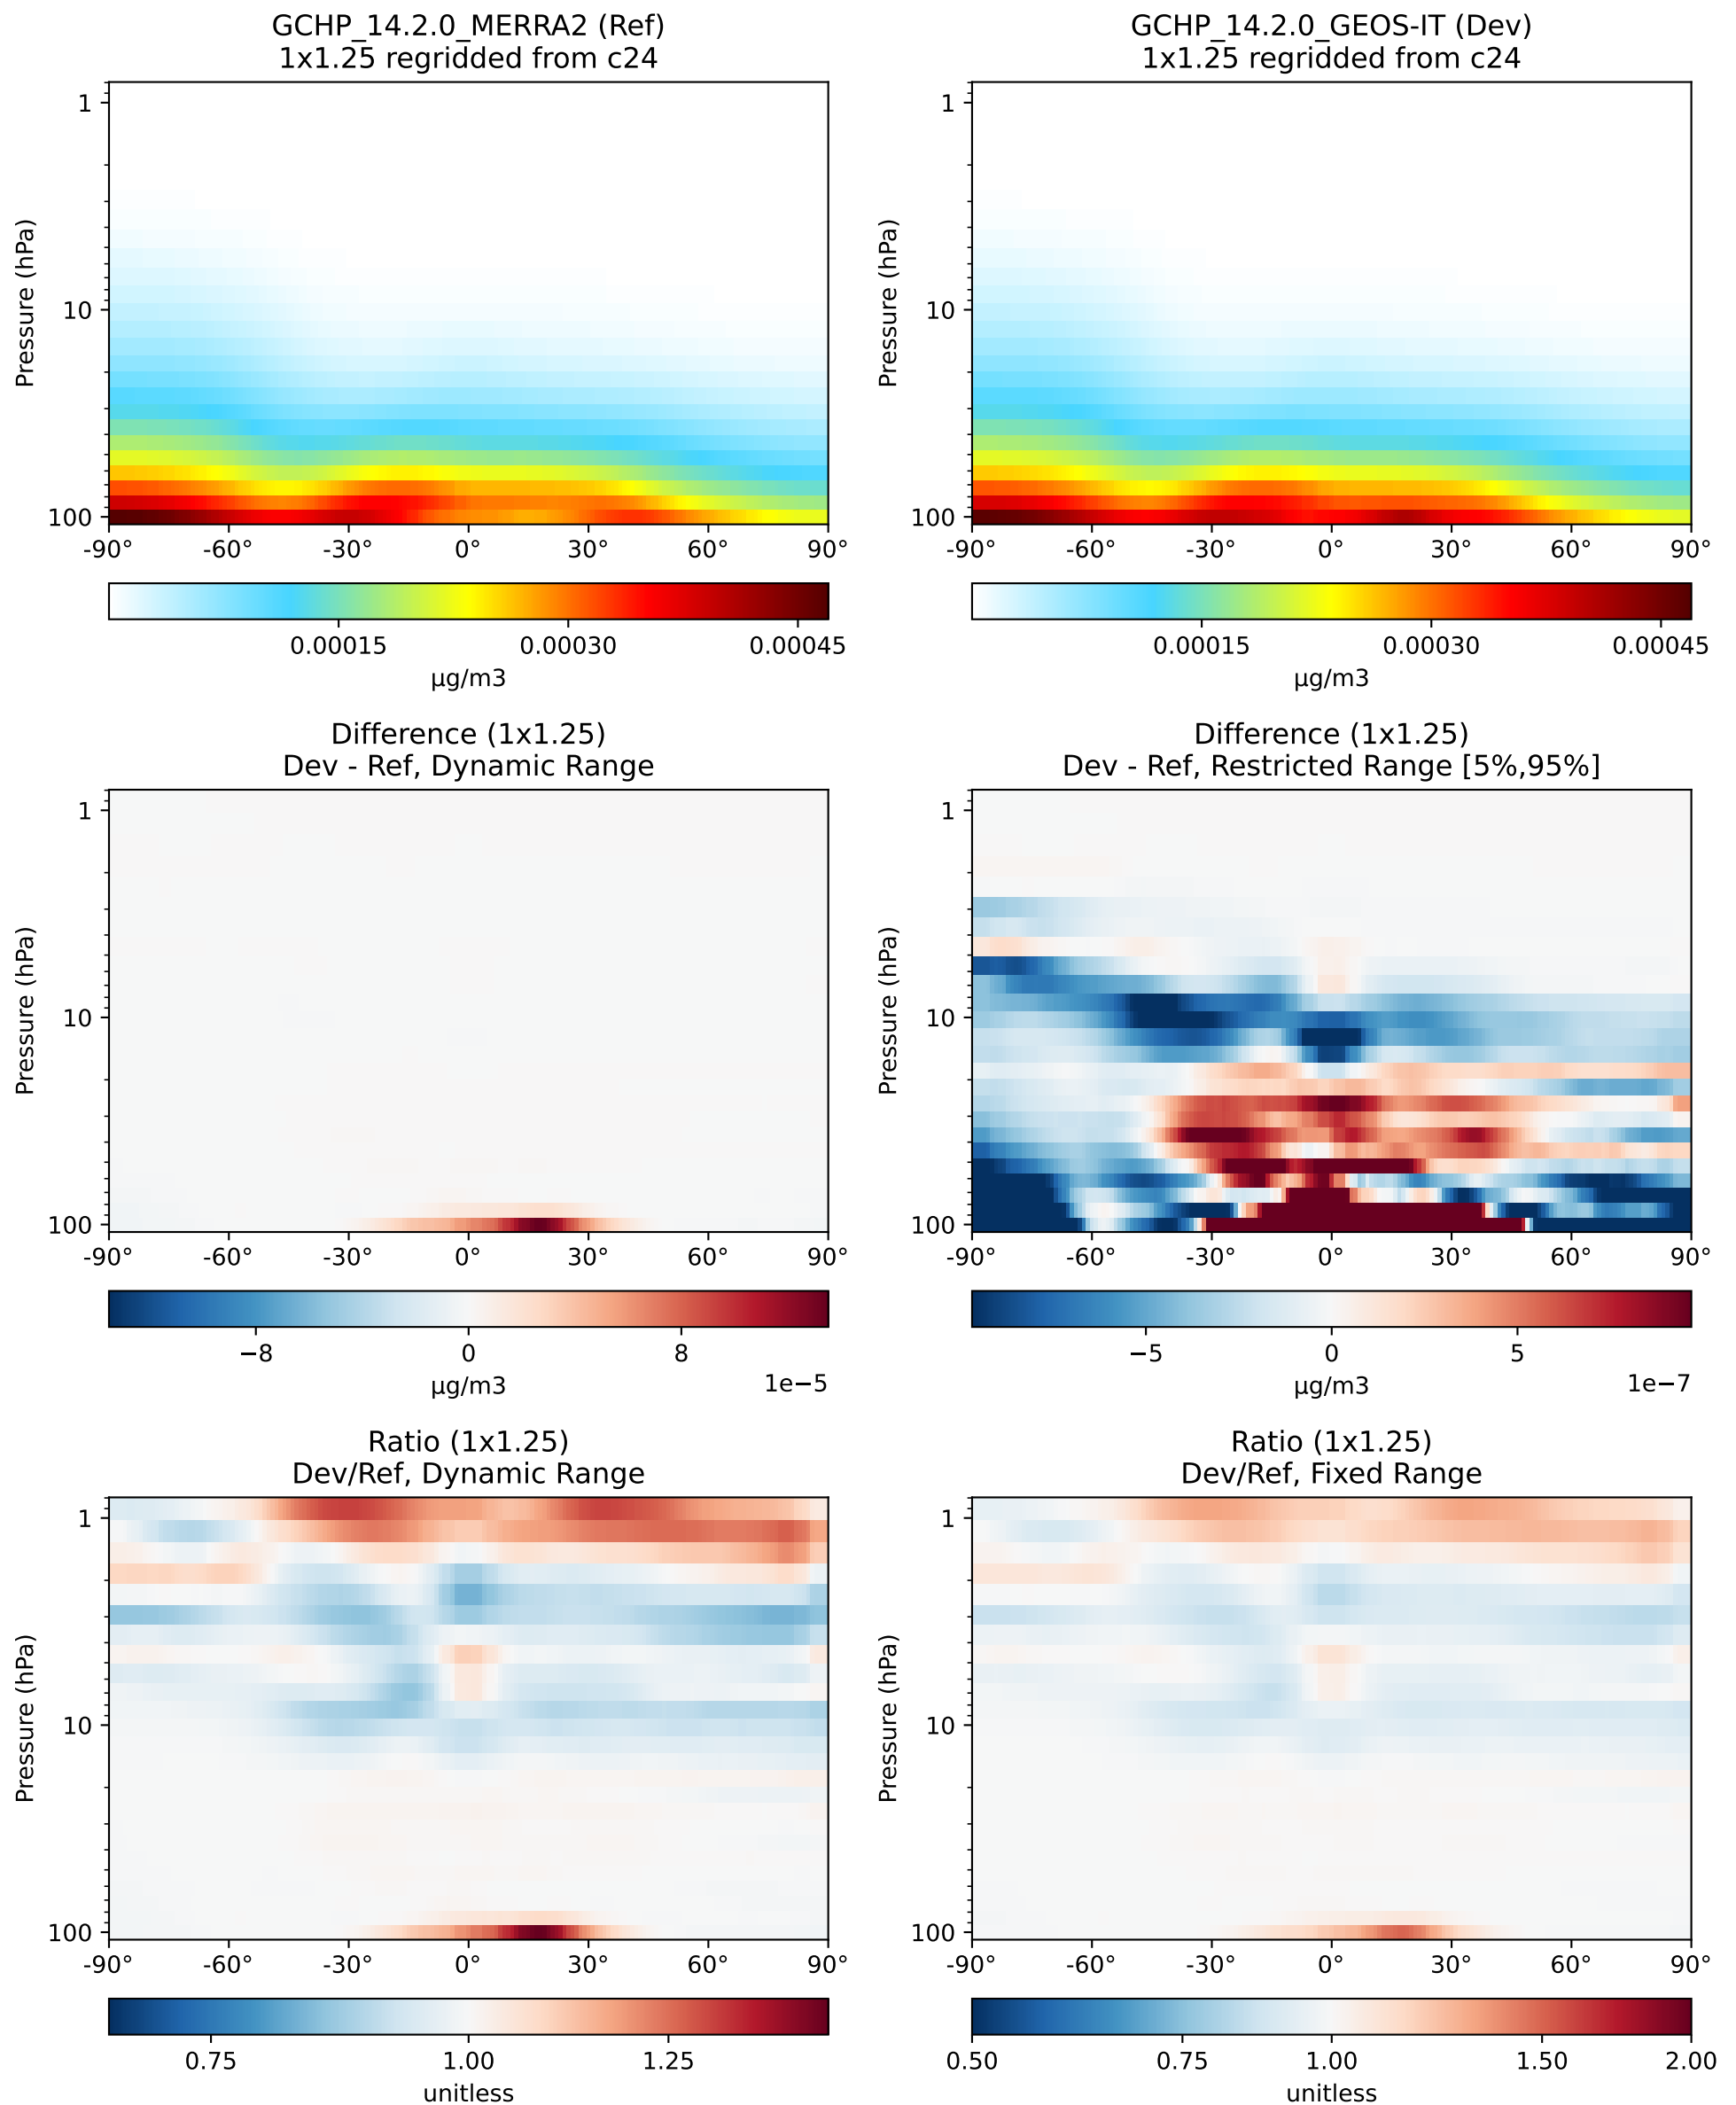 GCHP_14.2.0_MERRA2 (Ref)
1x1.25 regridded from c24
Pressure (hPa)
1
10
100
-90° -60° -30° 0° 30° 60° 90°
0.00015 0.00030 0.00045
µg/m3
GCHP_14.2.0_GEOS-IT (Dev)
1x1.25 regridded from c24
Pressure (hPa)
1
10
100
-90° -60° -30° 0° 30° 60° 90°
0.00015 0.00030 0.00045
µg/m3
Difference (1x1.25)
Dev - Ref, Dynamic Range
Pressure (hPa)
1
10
100
-90° -60° -30° 0° 30° 60° 90°
−8 0 8
µg/m3
1e−5
Difference (1x1.25)
Dev - Ref, Restricted Range [5%,95%]
Pressure (hPa)
1
10
100
-90° -60° -30° 0° 30° 60° 90°
−5 0 5
µg/m3
1e−7
Ratio (1x1.25)
Dev/Ref, Dynamic Range
Pressure (hPa)
1
10
100
-90° -60° -30° 0° 30° 60° 90°
0.75 1.00 1.25
unitless
Ratio (1x1.25)
Dev/Ref, Fixed Range
Pressure (hPa)
1
10
100
-90° -60° -30° 0° 30° 60° 90°
0.50 0.75 1.00 1.50 2.00
unitless